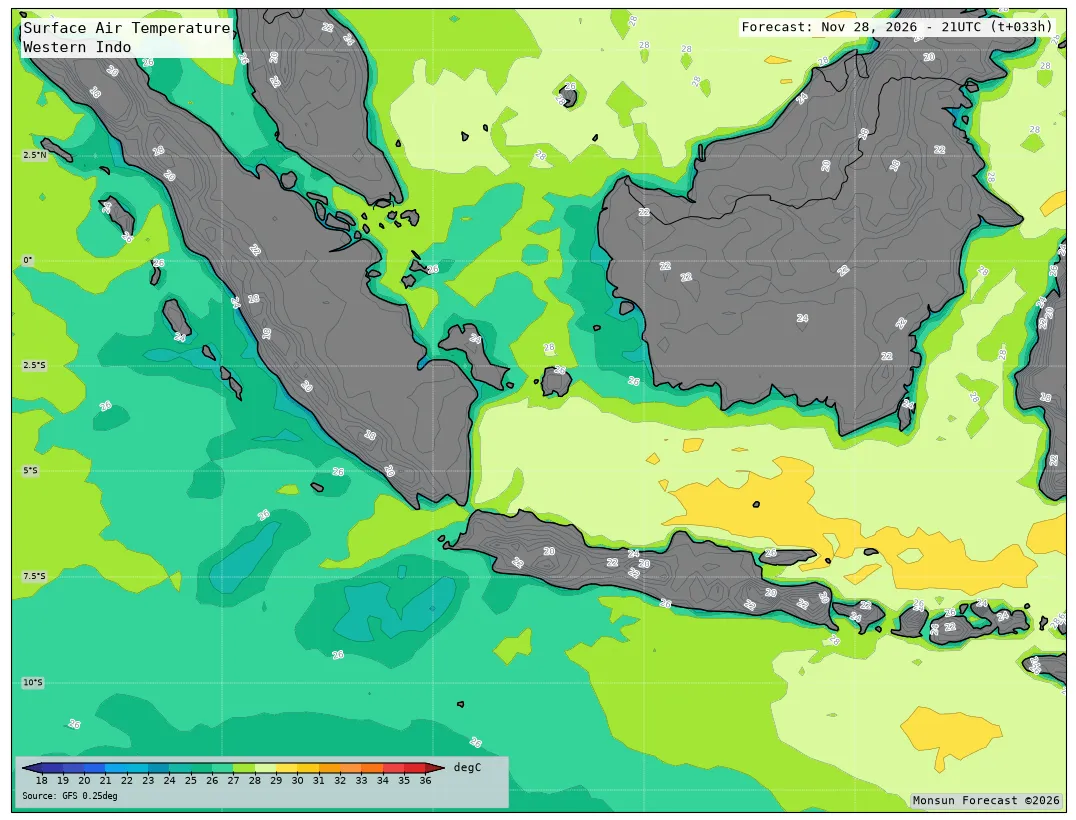 Surface Air Temperature
Western Indo
Forecast: Nov 28, 2026 - 21UTC (t+033h)
2.5°N
0°
2.5°S
5°S
7.5°S
10°S
18 19 20 21 22 23 24 25 26 27 28 29 30 31 32 33 34 35 36
degC
Source: GFS 0.25deg
Monsun Forecast ©2026